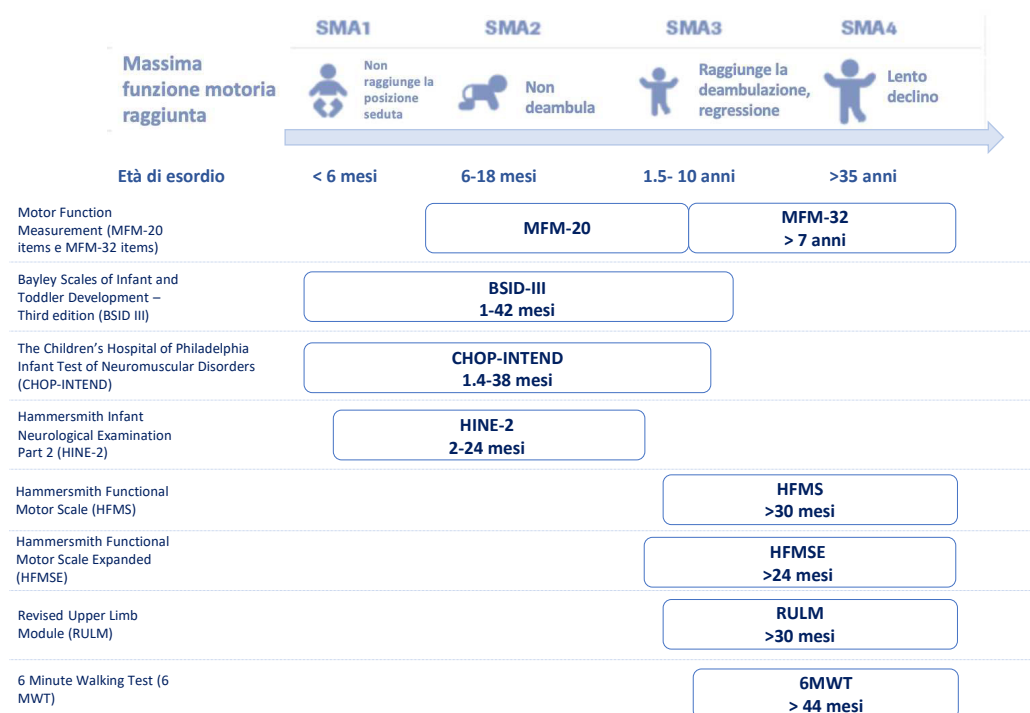 SMA1 SMA2 SMA3 SMA4
Massima
funzione motoria
raggiunta
Non
raggiunge la
posizione
seduta
Non
deambula
Raggiunge la
deambulazione,
regressione
Lento
declino
Età di esordio < 6 mesi 6-18 mesi 1.5- 10 anni >35 anni
Motor Function
Measurement (MFM-20
items e MFM-32 items)
MFM-20
MFM-32
> 7 anni
Bayley Scales of Infant and
Toddler Development –
Third edition (BSID III)
BSID-III
1-42 mesi
The Children's Hospital of Philadelphia
Infant Test of Neuromuscular Disorders
(CHOP-INTEND)
CHOP-INTEND
1.4-38 mesi
Hammersmith Infant
Neurological Examination
Part 2 (HINE-2)
HINE-2
2-24 mesi
Hammersmith Functional
Motor Scale (HFMS)
HFMS
>30 mesi
Hammersmith Functional
Motor Scale Expanded
(HFMSE)
HFMSE
>24 mesi
Revised Upper Limb
Module (RULM)
RULM
>30 mesi
6 Minute Walking Test (6
MWT)
6MWT
> 44 mesi